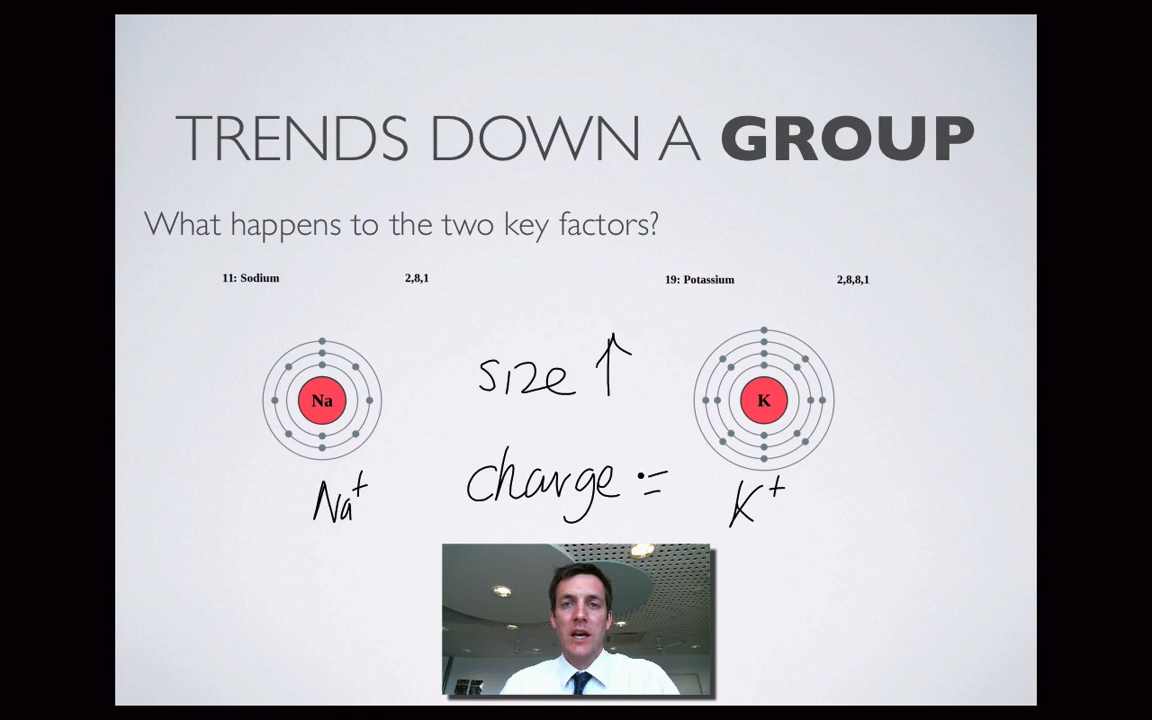 TRENDS DOWN A GROUP
What happens to the two key factors?
11: Sodium 2,8,1
19: Potassium 2,8,8,1
Na
size ↑
K
charge :=
Na+
K+